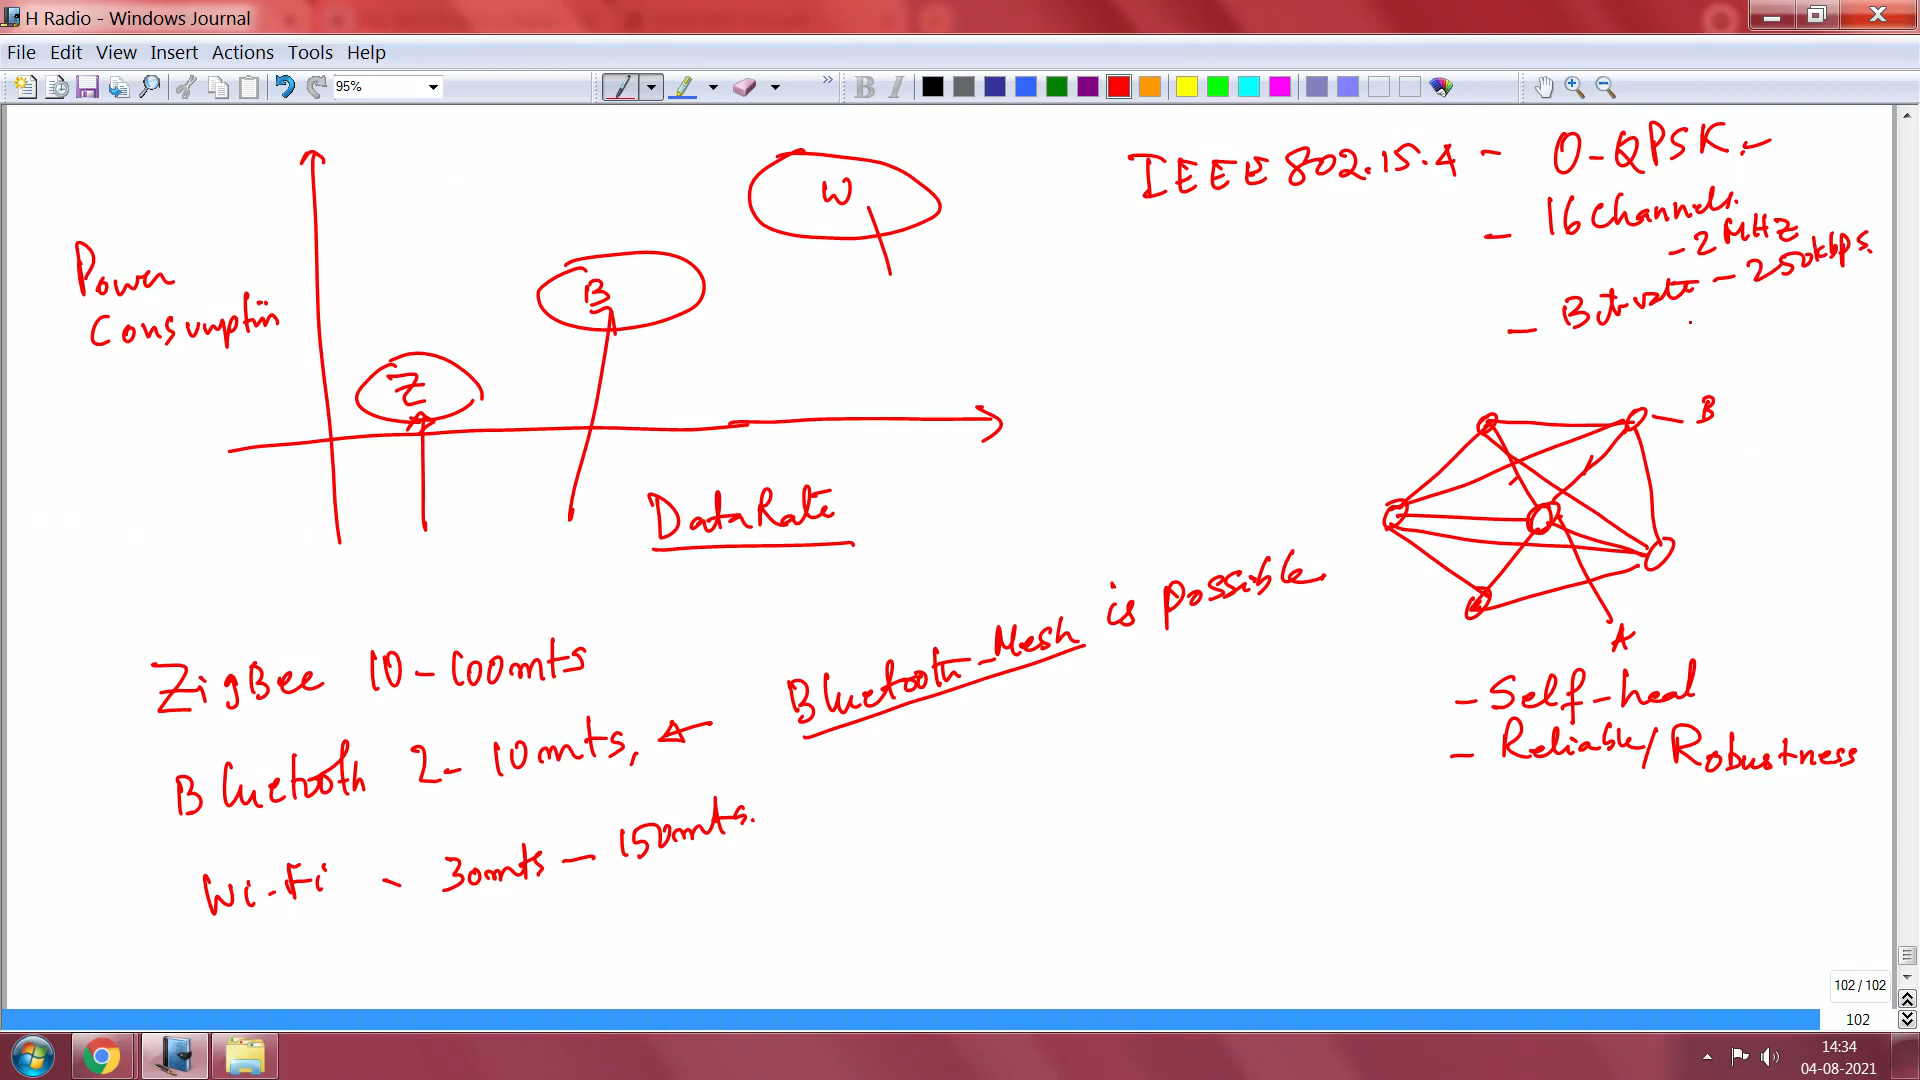 H Radio - Windows Journal
File Edit View Insert Actions Tools Help
95%
B I
Power
Consumption
Z
B
W
Data Rate
IEEE 802.15.4 - O-QPSK
- 16 Channels.
- 2 MHz
- Bit rate - 250kbps.
B
A
- Self-heal
- Reliable/Robustness
ZigBee 10-100mts
Bluetooth 2-10mts,
Bluetooth-Mesh is possible
Wi-Fi - 30mts - 150mts.
102 / 102
102
14:34
04-08-2021